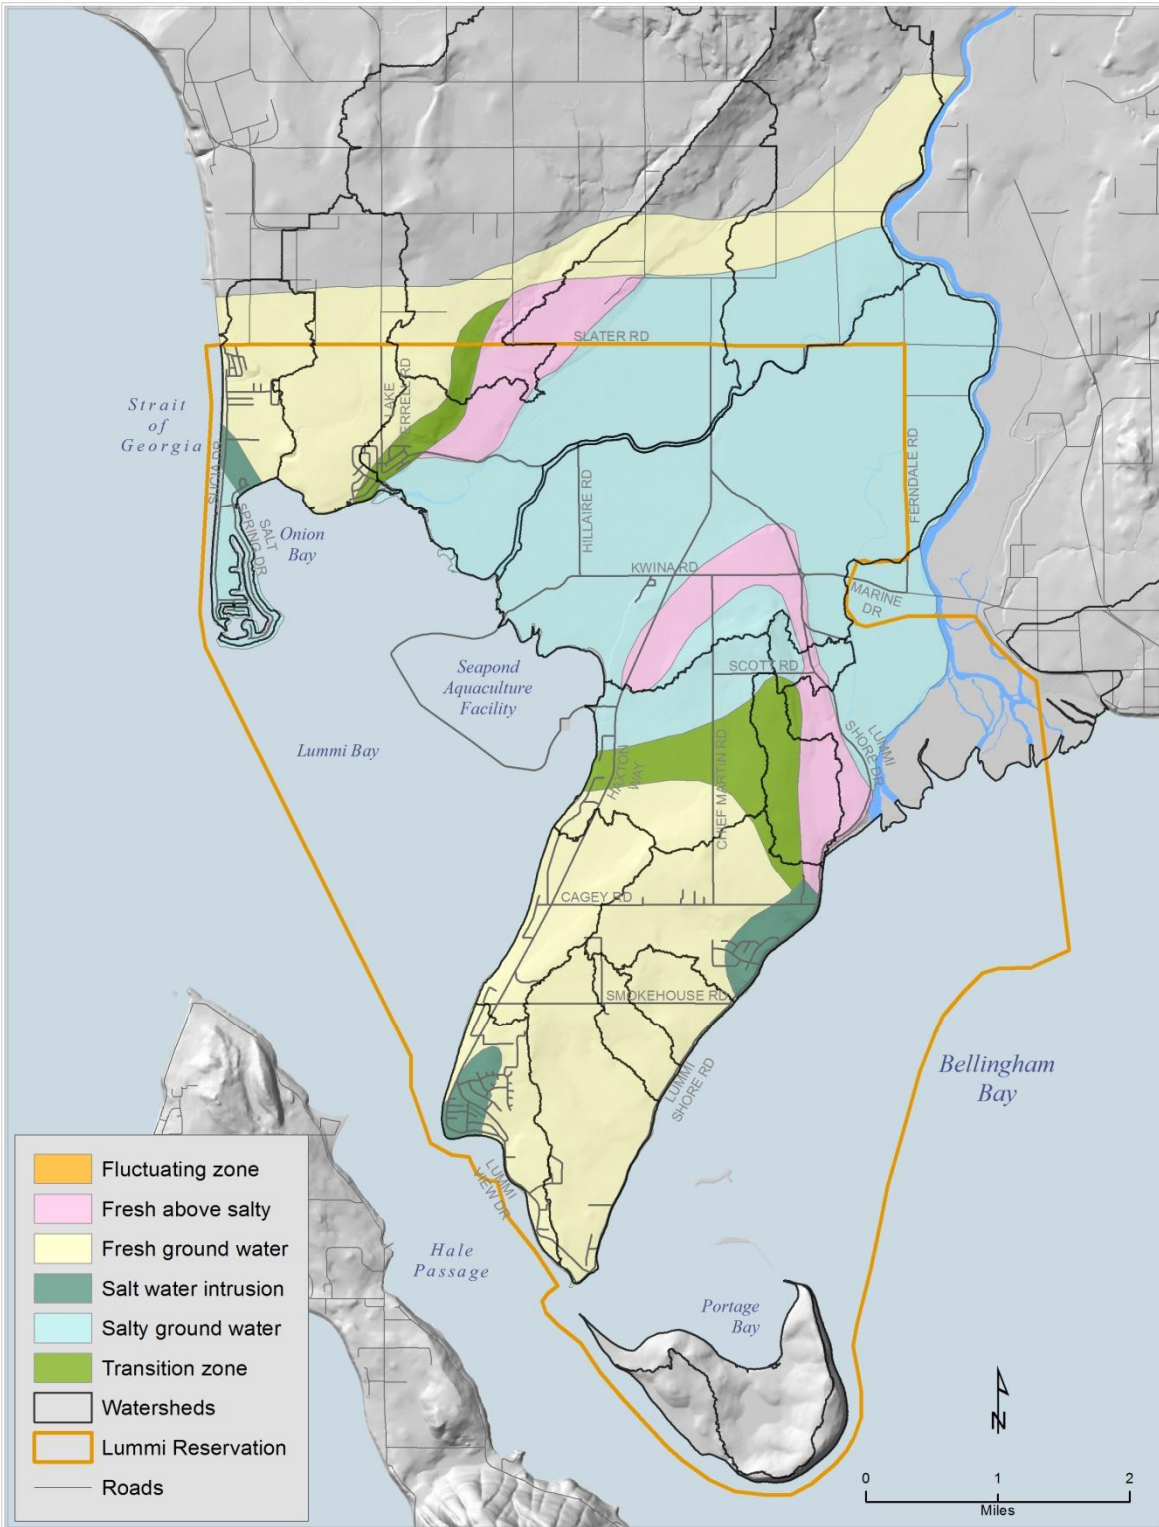 SLATER RD
LAKE
TERRELL RD
Strait
of
Georgia
SUCIA DR
SALT
SPRING DR
Onion
Bay
HILLAIRE RD
FERNDALE RD
KWINA RD
MARINE
DR
Seapond
Aquaculture
Facility
SCOTT RD
LUMMI
SHORE DR
Lummi Bay
HAXTON
WAY
CHIEF MARTIN RD
CAGEY RD
SMOKEHOUSE RD
LUMMI
SHORE RD
Bellingham
Bay
LUMMI
VIEW DR
Hale
Passage
Portage
Bay
Fluctuating zone
Fresh above salty
Fresh ground water
Salt water intrusion
Salty ground water
Transition zone
Watersheds
Lummi Reservation
Roads
N
0 1 2
Miles